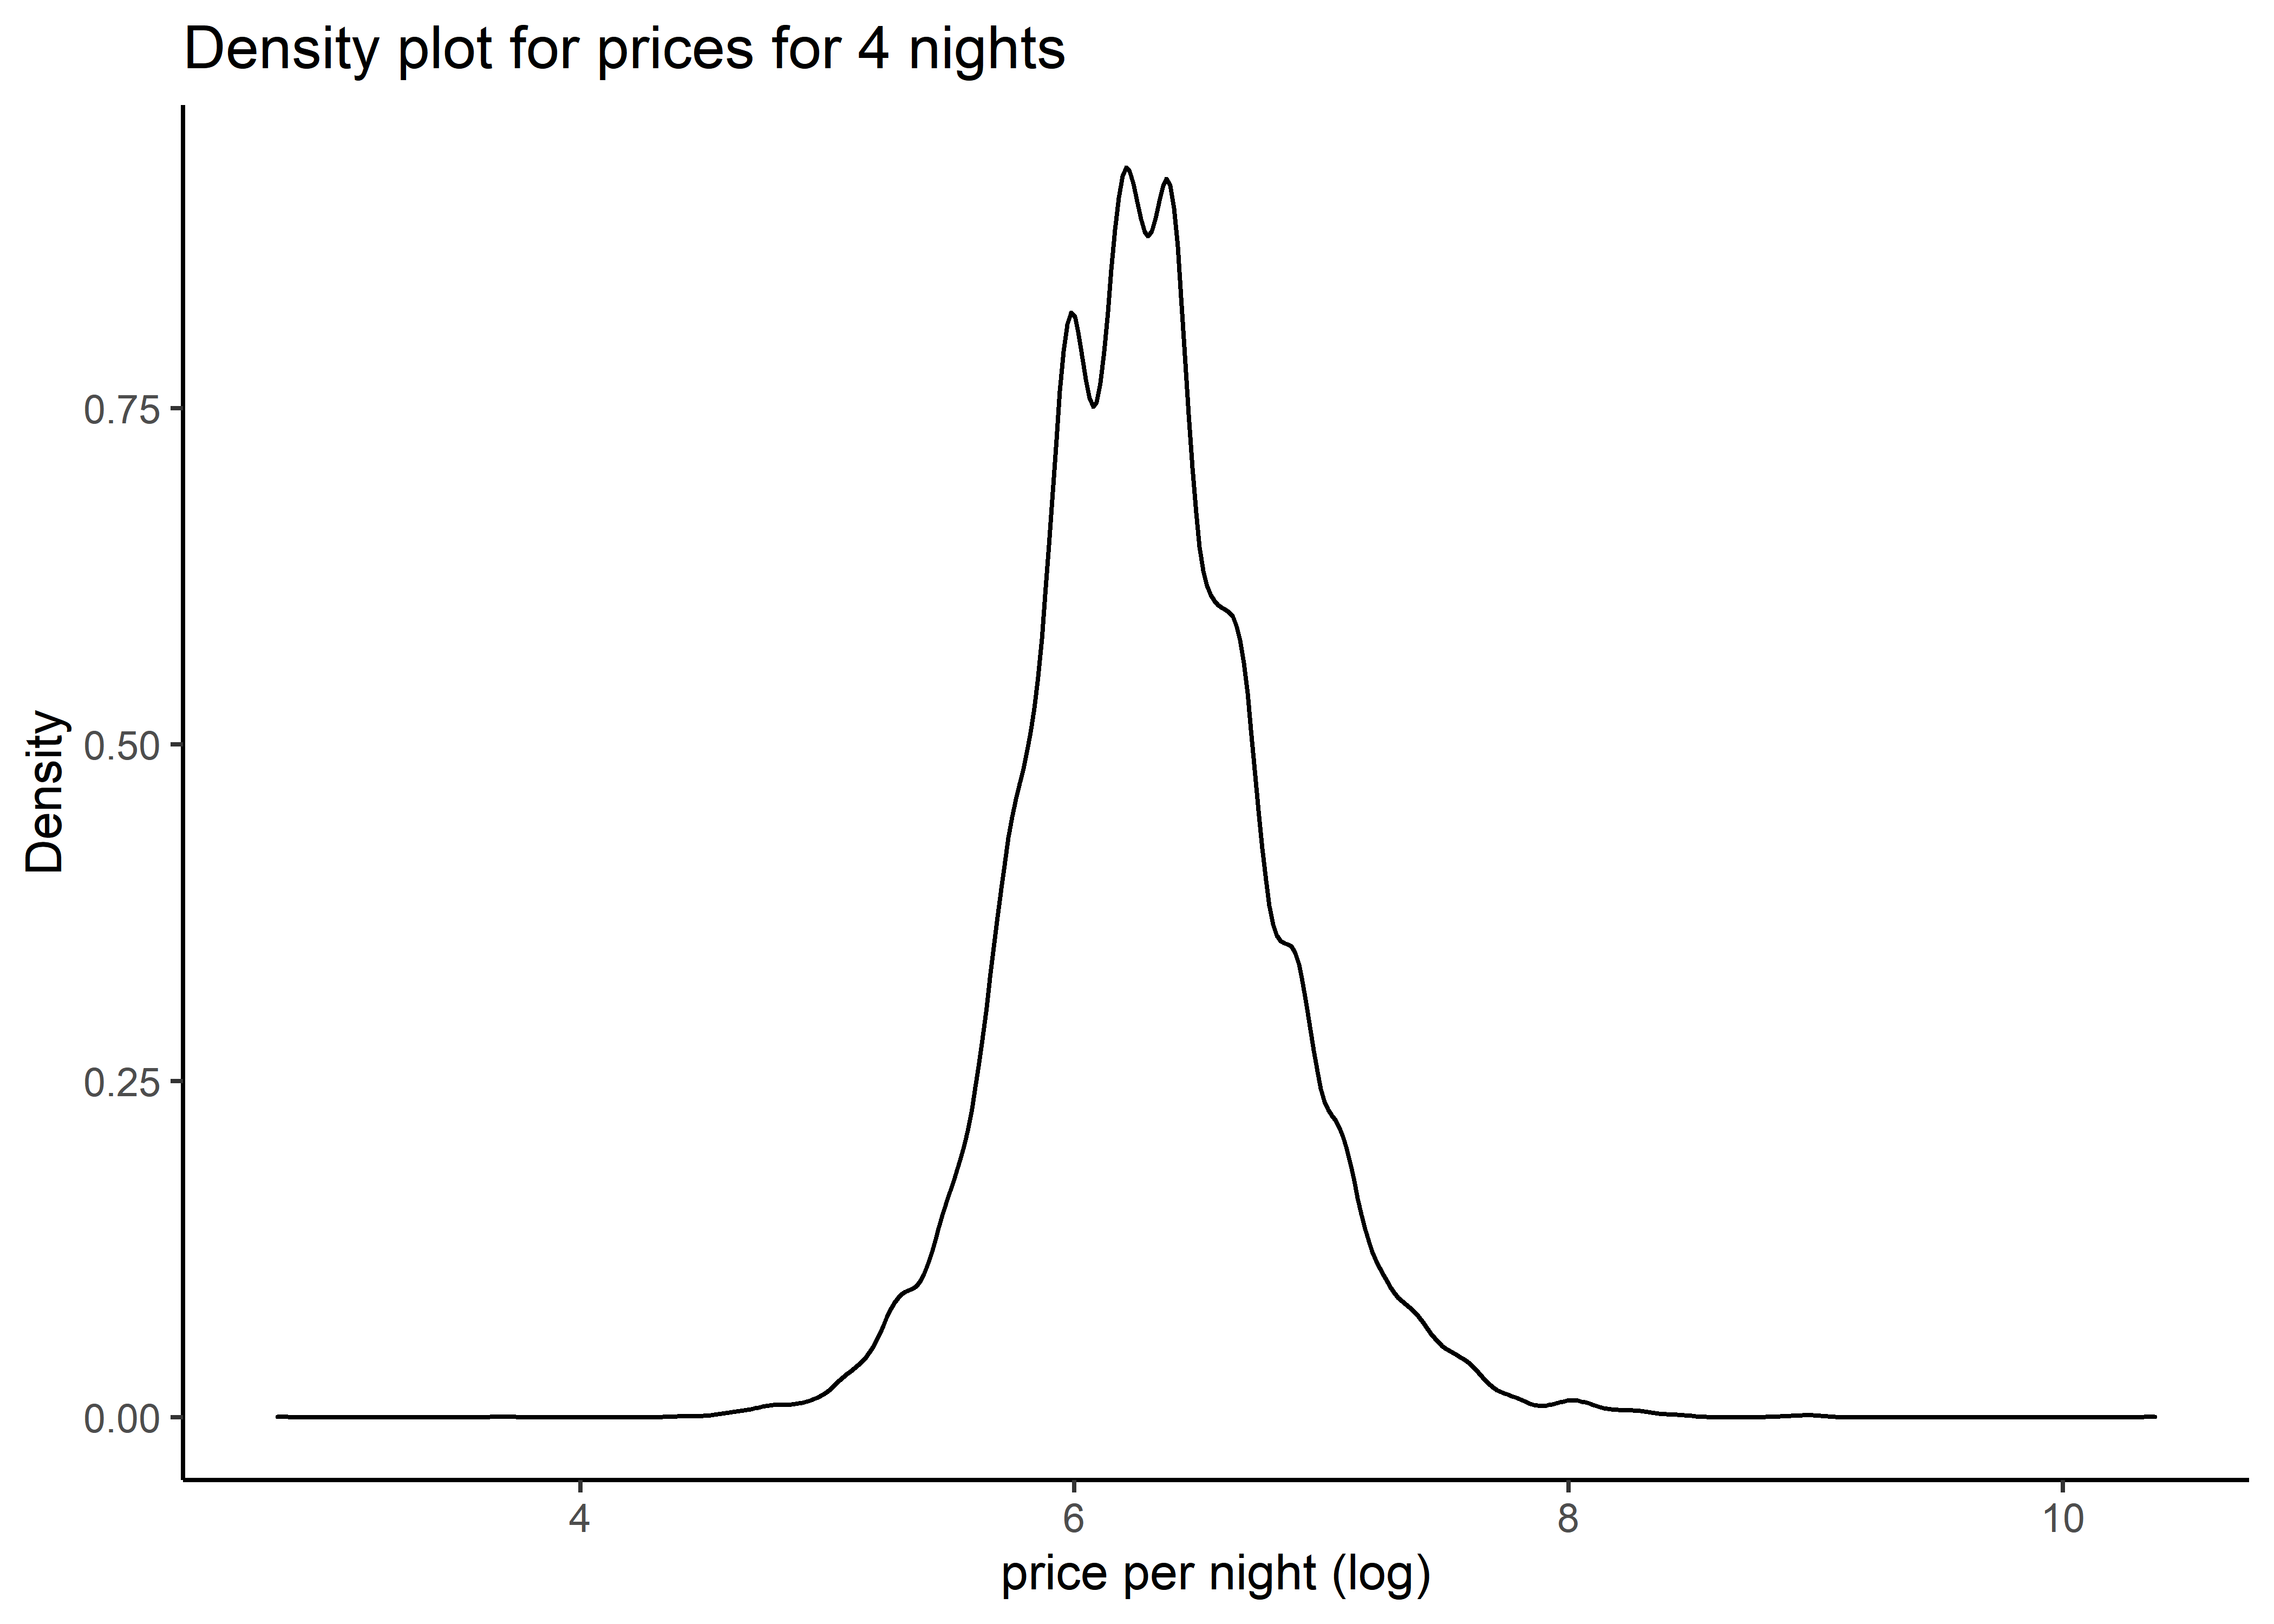 Density plot for prices for 4 nights
Density
0.75
0.50
0.25
0.00
4
6
8
10
price per night (log)